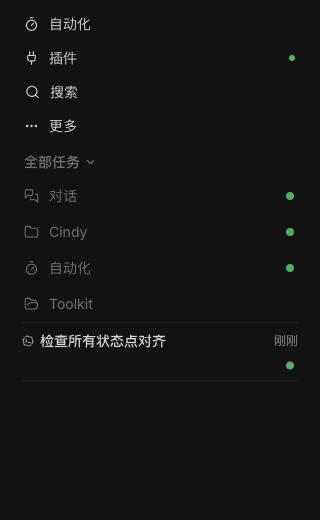 自动化
插件
搜索
更多
全部任务
对话
Cindy
自动化
Toolkit
检查所有状态点对齐 刚刚